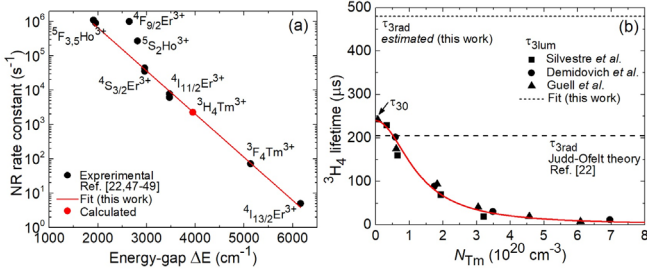 (a)
NR rate constant (s⁻¹)
10⁶
10⁵
10⁴
10³
10²
10¹
10⁰
⁵F₃,₅Ho³⁺
⁴F₉/₂Er³⁺
⁵S₂Ho³⁺
⁴S₃/₂Er³⁺
⁴I₁₁/₂Er³⁺
³H₄Tm³⁺
³F₄Tm³⁺
⁴I₁₃/₂Er³⁺
Exprerimental
Ref. [22,47-49]
Fit (this work)
Calculated
1000 2000 3000 4000 5000 6000
Energy-gap ΔE (cm⁻¹)
(b)
³H₄ lifetime (µs)
500
400
300
200
100
0
τ₃rad
estimated (this work)
τ₃lum
Silvestre et al.
Demidovich et al.
Guell et al.
Fit (this work)
τ₃₀
τ₃rad
Judd-Ofelt theory
Ref. [22]
0 1 2 3 4 5 6 7 8
N_Tm (10²⁰ cm⁻³)